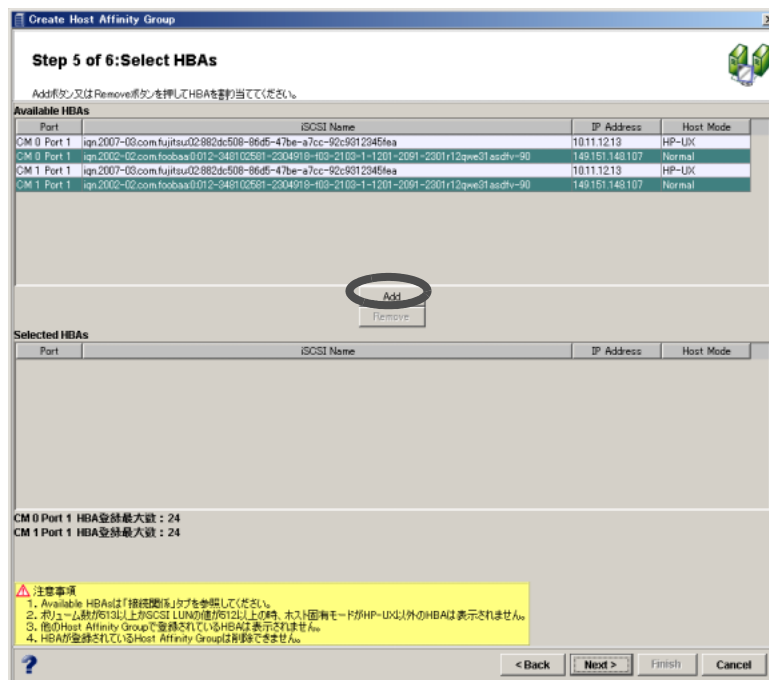 Create Host Affinity Group
Step 5 of 6:Select HBAs
Addボタン又はRemoveボタンを押してHBAを割り当ててください。
Available HBAs
Port iSCSI Name IP Address Host Mode
CM 0 Port 1 iqn.2007-03.com.fujitsu:02:882dc508-86d5-47be-a7cc-92c9312345fea 10.11.12.13 HP-UX
CM 0 Port 1 iqn.2002-02.com.foobaa:0:012-348102581-2304918-f03-2103-1-1201-2091-2301r12qwe31asdfv-90 149.151.148.107 Normal
CM 1 Port 1 iqn.2007-03.com.fujitsu:02:882dc508-86d5-47be-a7cc-92c9312345fea 10.11.12.13 HP-UX
CM 1 Port 1 iqn.2002-02.com.foobaa:0:012-348102581-2304918-f03-2103-1-1201-2091-2301r12qwe31asdfv-90 149.151.148.107 Normal
Add
Remove
Selected HBAs
Port iSCSI Name IP Address Host Mode
CM 0 Port 1 HBA登録最大数：24
CM 1 Port 1 HBA登録最大数：24
注意事項
1. Available HBAsは「接続関係」タブを参照してください。
2. ボリューム数が513以上かSCSI LUNの値が512以上の時、ホスト固有モードがHP-UX以外のHBAは表示されません。
3. 他のHost Affinity Groupで登録されているHBAは表示されません。
4. HBAが登録されているHost Affinity Groupは削除できません。
?
< Back Next > Finish Cancel